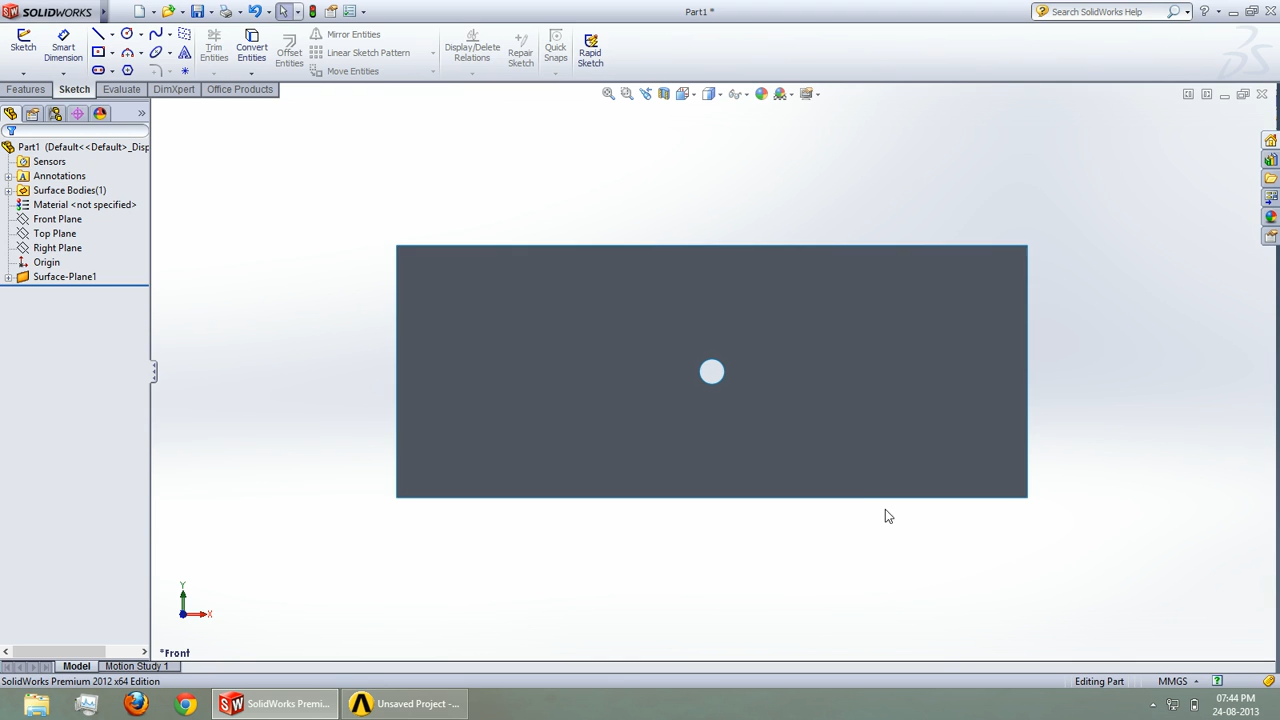 SOLIDWORKS
Part1 *
Search SolidWorks Help
Sketch
Smart Dimension
Trim Entities
Convert Entities
Offset Entities
Mirror Entities
Linear Sketch Pattern
Move Entities
Display/Delete Relations
Repair Sketch
Quick Snaps
Rapid Sketch
Features
Sketch
Evaluate
DimXpert
Office Products
Part1 (Default<<Default>_Disp
Sensors
Annotations
Surface Bodies(1)
Material <not specified>
Front Plane
Top Plane
Right Plane
Origin
Surface-Plane1
Y
X
*Front
Model
Motion Study 1
SolidWorks Premium 2012 x64 Edition
Editing Part
MMGS
SolidWorks Premi...
Unsaved Project -...
07:44 PM
24-08-2013